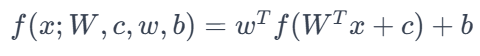 f(x; W, c, w, b) = w^T f(W^T x + c) + b